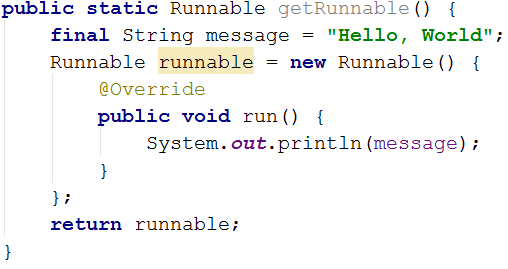 public static Runnable getRunnable() {
    final String message = "Hello, World";
    Runnable runnable = new Runnable() {
        @Override
        public void run() {
            System.out.println(message);
        }
    };
    return runnable;
}